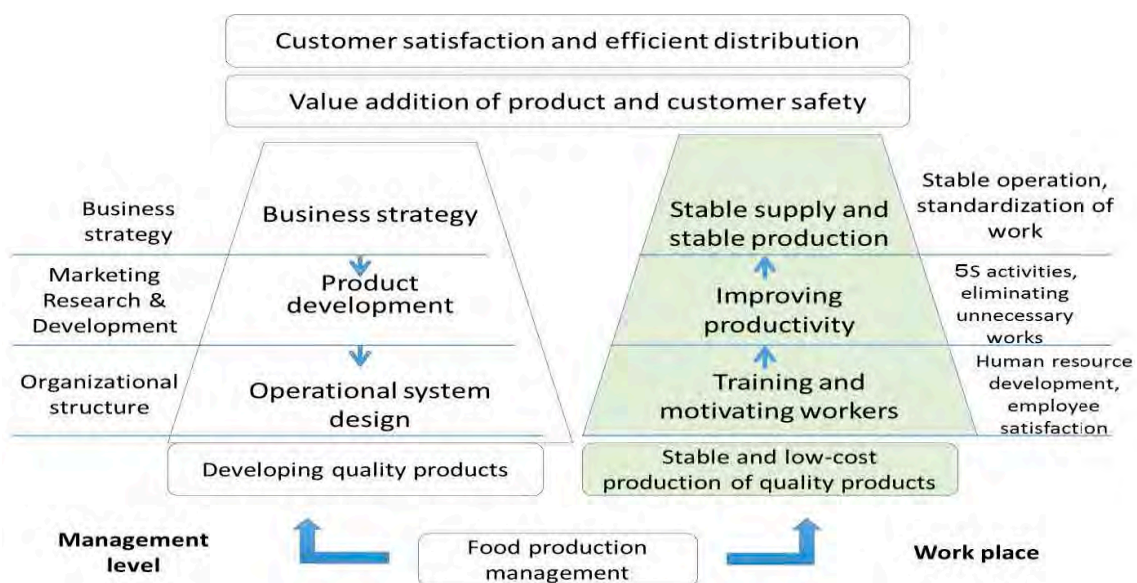 Customer satisfaction and efficient distribution
Value addition of product and customer safety
Business
strategy
Business strategy
Stable supply and
stable production
Stable operation,
standardization of
work
Marketing
Research &
Development
Product
development
Improving
productivity
5S activities,
eliminating
unnecessary
works
Organizational
structure
Operational system
design
Training and
motivating workers
Human resource
development,
employee
satisfaction
Developing quality products
Stable and low-cost
production of quality products
Management
level
Food production
management
Work place